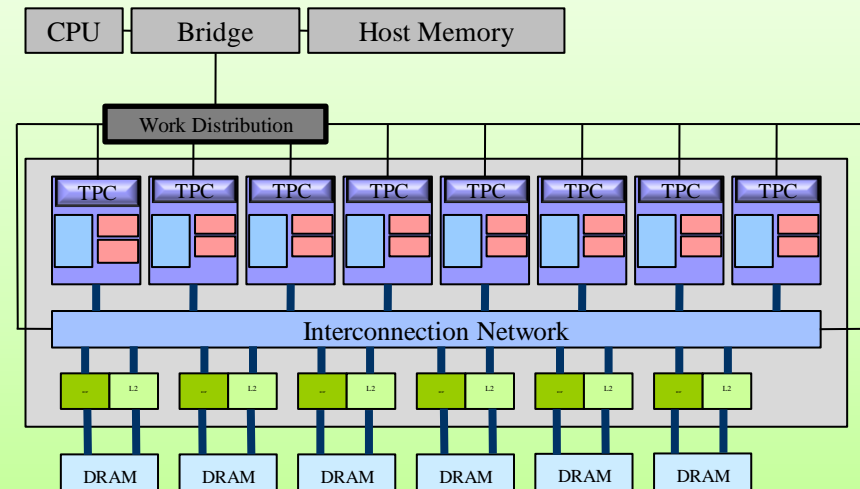 CPU Bridge Host Memory
Work Distribution
TPC TPC TPC TPC TPC TPC TPC TPC
Interconnection Network
L2 L2 L2 L2 L2 L2
DRAM DRAM DRAM DRAM DRAM DRAM